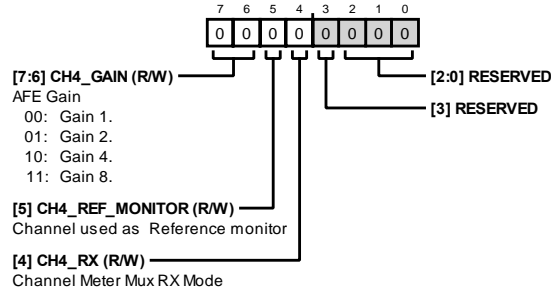 7 6 5 4 3 2 1 0
0 0 0 0 0 0 0 0
[7:6] CH4_GAIN (R/W)
AFE Gain
00: Gain 1.
01: Gain 2.
10: Gain 4.
11: Gain 8.
[5] CH4_REF_MONITOR (R/W)
Channel used as Reference monitor
[4] CH4_RX (R/W)
Channel Meter Mux RX Mode
[2:0] RESERVED
[3] RESERVED